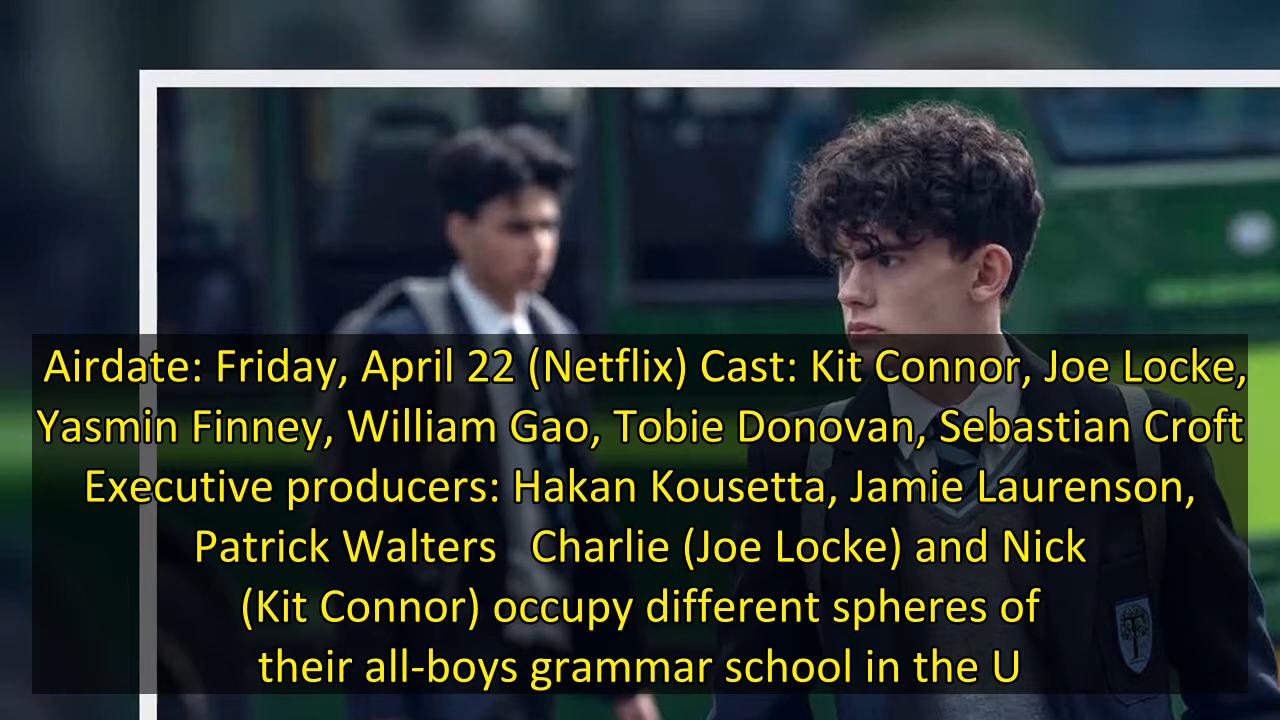 Airdate: Friday, April 22 (Netflix) Cast: Kit Connor, Joe Locke,
Yasmin Finney, William Gao, Tobie Donovan, Sebastian Croft
Executive producers: Hakan Kousetta, Jamie Laurenson,
Patrick Walters   Charlie (Joe Locke) and Nick
(Kit Connor) occupy different spheres of
their all-boys grammar school in the U